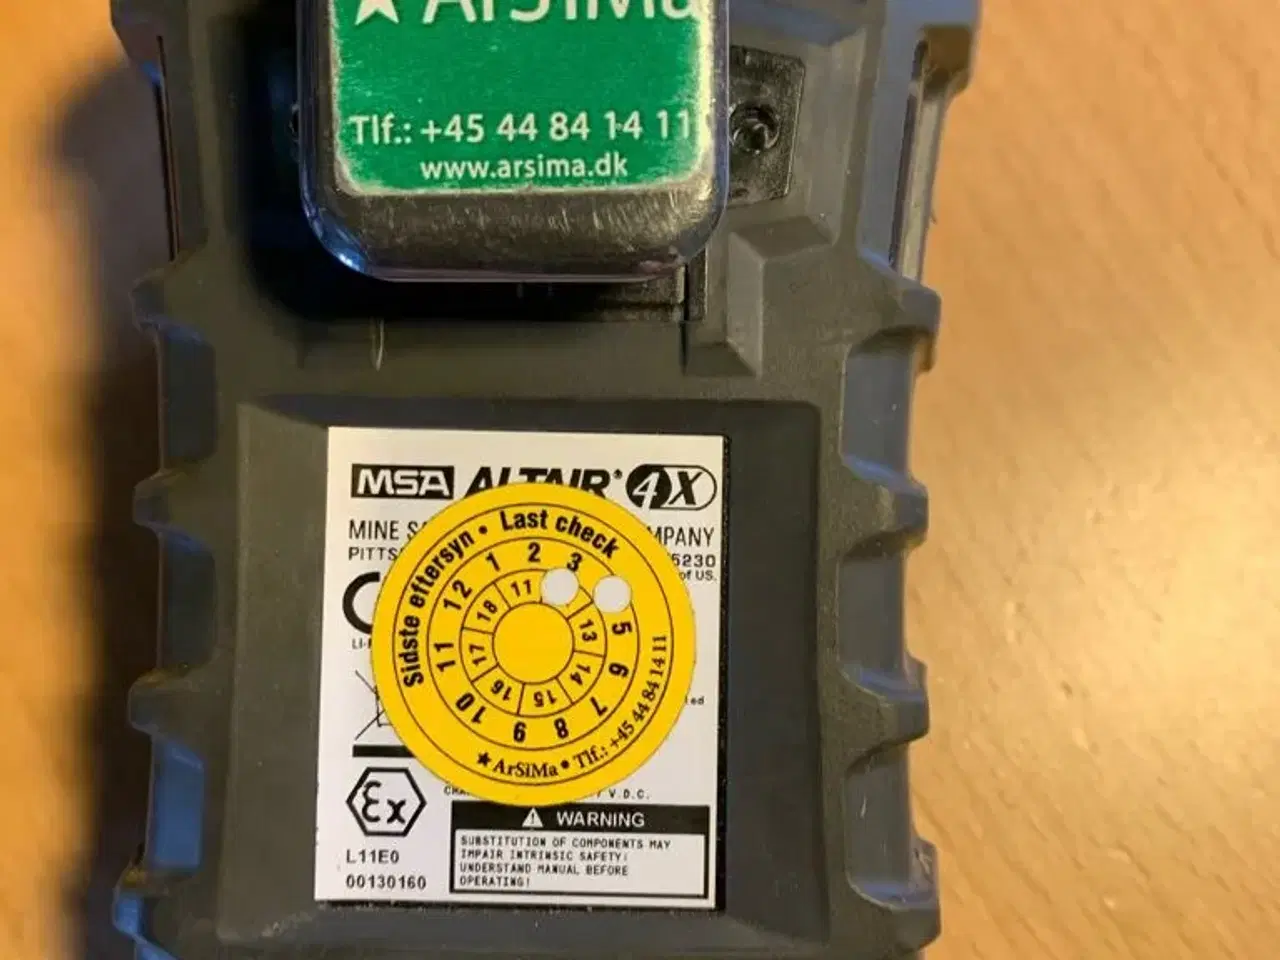 ★ ArSiMa
Tlf.: +45 44 84 14 11
www.arsima.dk
MSA ALTAIR® 4X
MINE
COMPANY
5230
of US.
Sidste eftersyn • Last check
1 2 3 5 6 7 8 9 10 11 12
11 13 14 15 16 17 18
★ ArSiMa • Tlf.: +45 44 84 14 11
Ex
V.D.C.
⚠ WARNING
SUBSTITUTION OF COMPONENTS MAY
IMPAIR INTRINSIC SAFETY!
UNDERSTAND MANUAL BEFORE
OPERATING!
L11E0
00130160